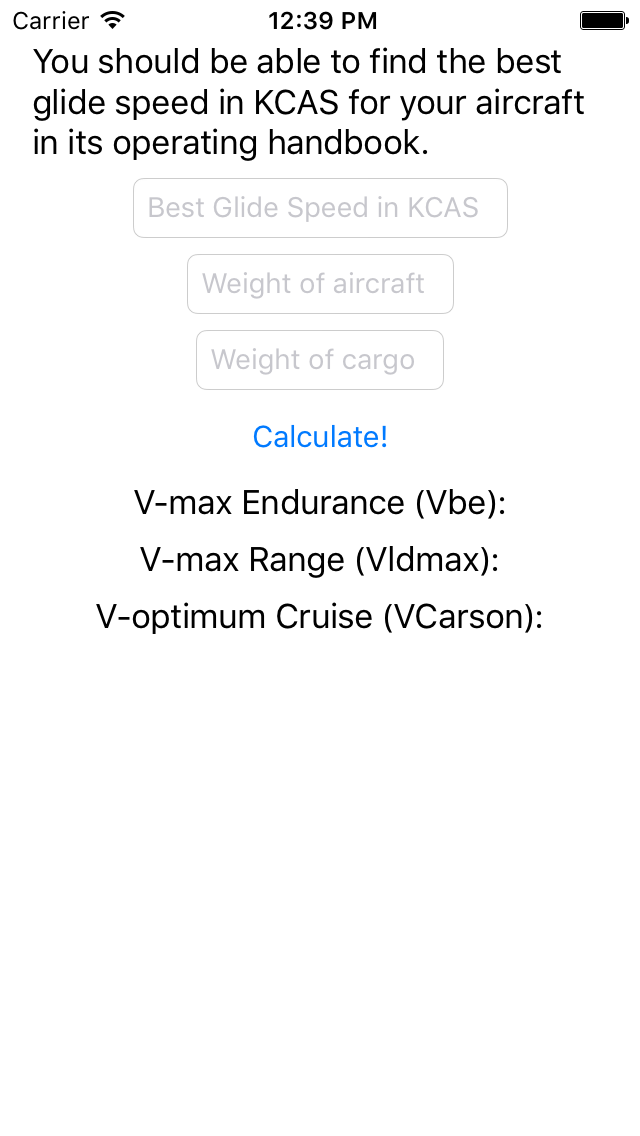 Carrier 12:39 PM
You should be able to find the best
glide speed in KCAS for your aircraft
in its operating handbook.
Best Glide Speed in KCAS
Weight of aircraft
Weight of cargo
Calculate!
V-max Endurance (Vbe):
V-max Range (Vldmax):
V-optimum Cruise (VCarson):